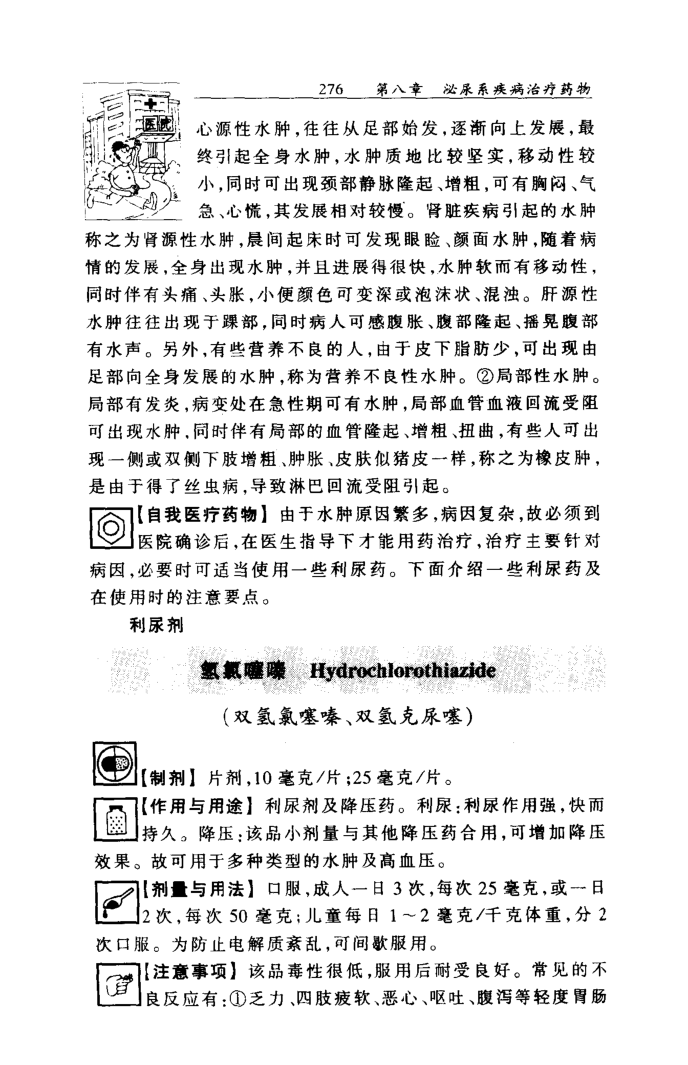 276 第八章 泌尿系疾病治疗药物
医院
心源性水肿,往往从足部始发,逐渐向上发展,最
终引起全身水肿,水肿质地比较坚实,移动性较
小,同时可出现颈部静脉隆起、增粗,可有胸闷、气
急、心慌,其发展相对较慢。肾脏疾病引起的水肿
称之为肾源性水肿,晨间起床时可发现眼睑、颜面水肿,随着病
情的发展,全身出现水肿,并且进展得很快,水肿软而有移动性,
同时伴有头痛、头胀,小便颜色可变深或泡沫状、混浊。肝源性
水肿往往出现于踝部,同时病人可感腹胀、腹部隆起、摇晃腹部
有水声。另外,有些营养不良的人,由于皮下脂肪少,可出现由
足部向全身发展的水肿,称为营养不良性水肿。②局部性水肿。
局部有发炎,病变处在急性期可有水肿,局部血管血液回流受阻
可出现水肿,同时伴有局部的血管隆起、增粗、扭曲,有些人可出
现一侧或双侧下肢增粗、肿胀、皮肤似猪皮一样,称之为橡皮肿,
是由于得了丝虫病,导致淋巴回流受阻引起。
【自我医疗药物】由于水肿原因繁多,病因复杂,故必须到
医院确诊后,在医生指导下才能用药治疗,治疗主要针对
病因,必要时可适当使用一些利尿药。下面介绍一些利尿药及
在使用时的注意要点。
利尿剂
氢氯噻嗪 Hydrochlorothiazide
(双氢氯噻嗪、双氢克尿噻)
【制剂】片剂,10毫克/片;25毫克/片。
【作用与用途】利尿剂及降压药。利尿:利尿作用强,快而
持久。降压:该品小剂量与其他降压药合用,可增加降压
效果。故可用于多种类型的水肿及高血压。
【剂量与用法】口服,成人一日3次,每次25毫克,或一日
2次,每次50毫克;儿童每日1~2毫克/千克体重,分2
次口服。为防止电解质紊乱,可间歇服用。
【注意事项】该品毒性很低,服用后耐受良好。常见的不
良反应有:①乏力、四肢疲软、恶心、呕吐、腹泻等轻度胃肠